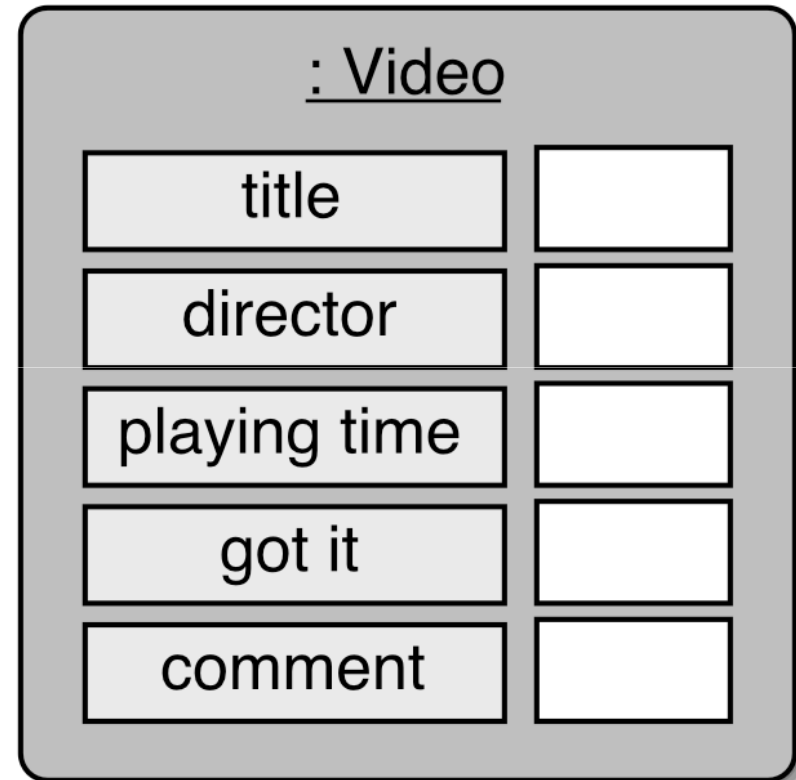 : Video
title
director
playing time
got it
comment